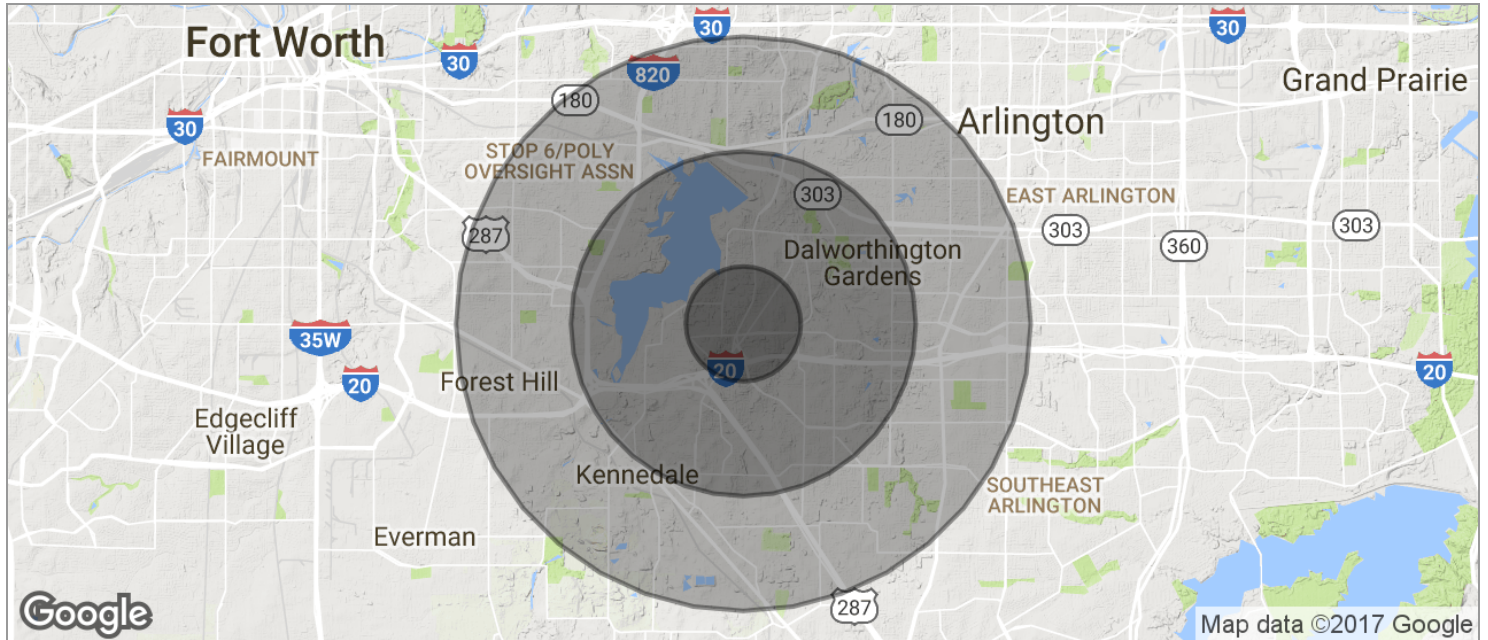 30
30
Fort Worth
30
820
Grand Prairie
180
180
Arlington
30
FAIRMOUNT
STOP 6/POLY
OVERSIGHT ASSN
303
EAST ARLINGTON
287
303
360
303
Dalworthington
Gardens
35W
20
20
20
Forest Hill
Edgecliff
Village
Kennedale
SOUTHEAST
ARLINGTON
Everman
287
Google
Map data ©2017 Google